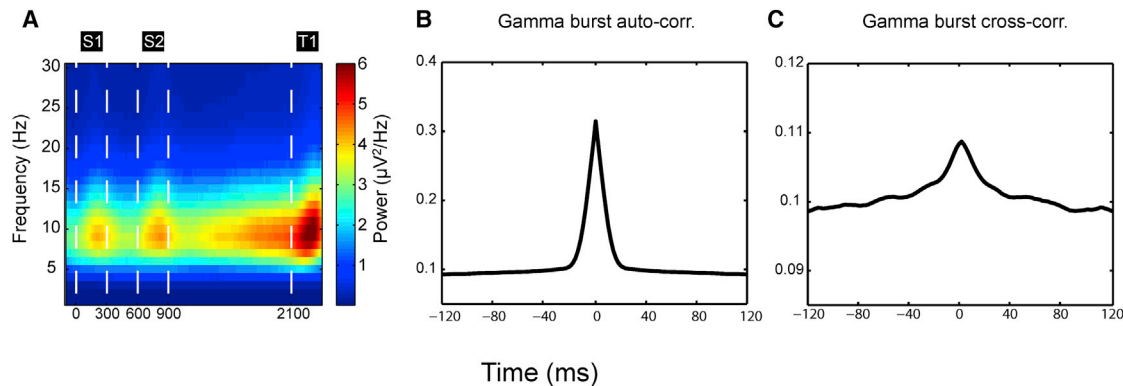 A
S1 S2 T1
30
25
20
15
10
5
Frequency (Hz)
0 300 600 900 2100
6
5
4
3
2
1
Power (µV²/Hz)
B
Gamma burst auto-corr.
0.4
0.3
0.2
0.1
−120 −80 −40 0 40 80 120
C
Gamma burst cross-corr.
0.12
0.11
0.1
0.09
−120 −80 −40 0 40 80 120
Time (ms)